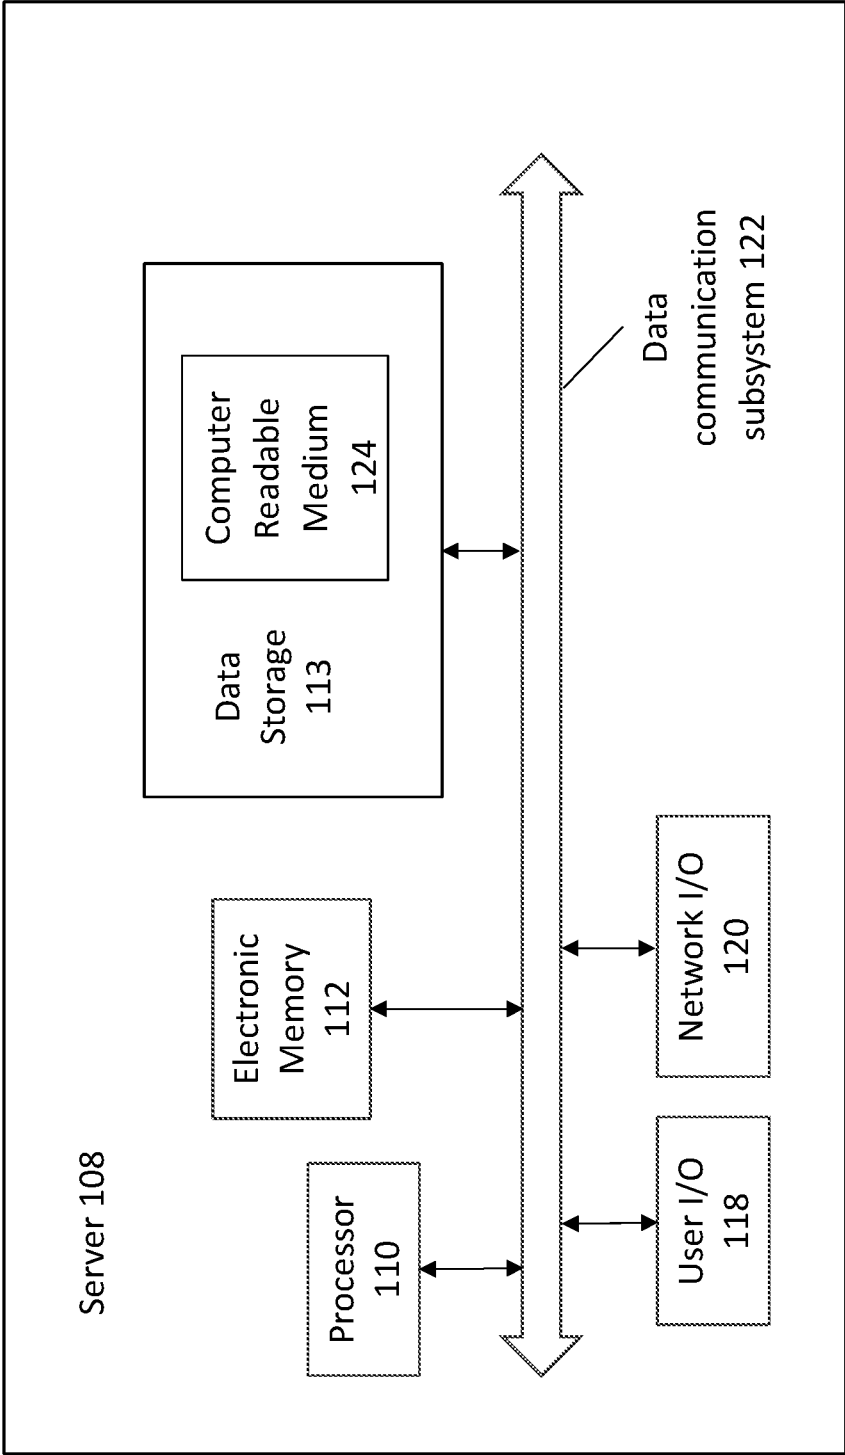 Server 108
Processor
110
Electronic
Memory
112
Data
Storage
113
Computer
Readable
Medium
124
User I/O
118
Network I/O
120
Data
communication
subsystem 122